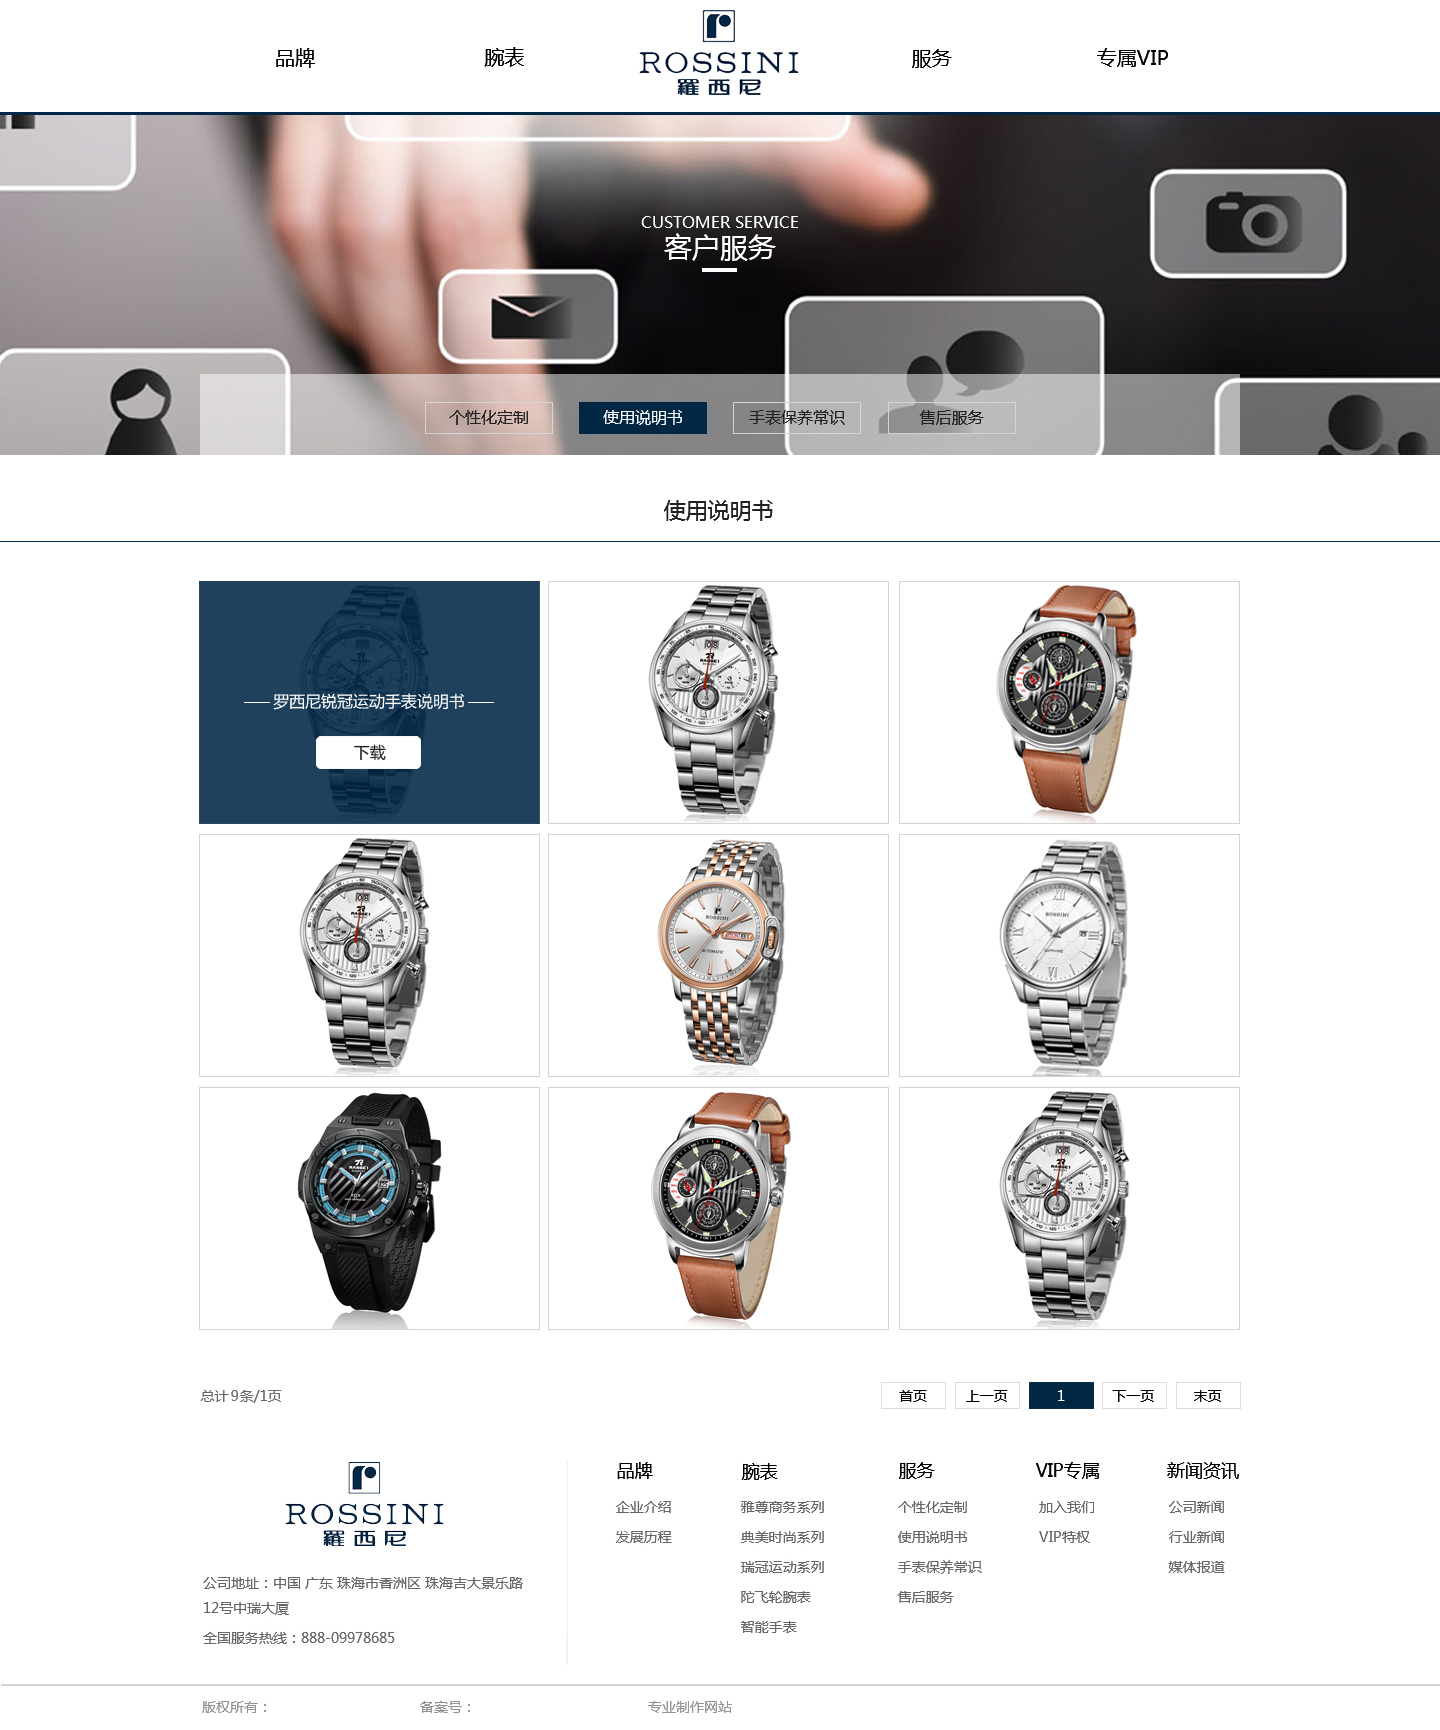 品牌
腕表
ROSSINI
羅西尼
服务
专属VIP
CUSTOMER SERVICE
客户服务
个性化定制
使用说明书
手表保养常识
售后服务
使用说明书
罗西尼锐冠运动手表说明书
下载
ROSSINI
AUTOMATIC
ROSSINI
总计9条/1页
首页
上一页
1
下一页
末页
ROSSINI
羅西尼
公司地址：中国 广东 珠海市香洲区 珠海吉大景乐路
12号中瑞大厦
全国服务热线：888-09978685
品牌
企业介绍
发展历程
腕表
雅尊商务系列
典美时尚系列
瑞冠运动系列
陀飞轮腕表
智能手表
服务
个性化定制
使用说明书
手表保养常识
售后服务
VIP专属
加入我们
VIP特权
新闻资讯
公司新闻
行业新闻
媒体报道
版权所有：
备案号：
专业制作网站